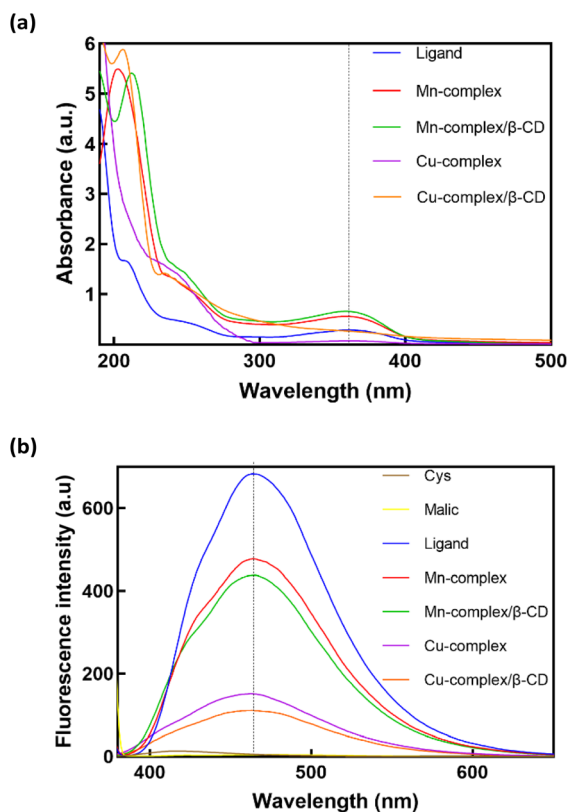 (a)
6
5
4
3
2
1
Absorbance (a.u.)
Ligand
Mn-complex
Mn-complex/β-CD
Cu-complex
Cu-complex/β-CD
200
300
400
500
Wavelength (nm)
(b)
600
400
200
0
Fluorescence intensity (a.u)
Cys
Malic
Ligand
Mn-complex
Mn-complex/β-CD
Cu-complex
Cu-complex/β-CD
400
500
600
Wavelength (nm)